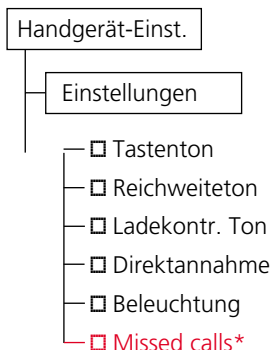 Handgerät-Einst.
Einstellungen
Tastenton
Reichweiteton
Ladekontr. Ton
Direktannahme
Beleuchtung
Missed calls*